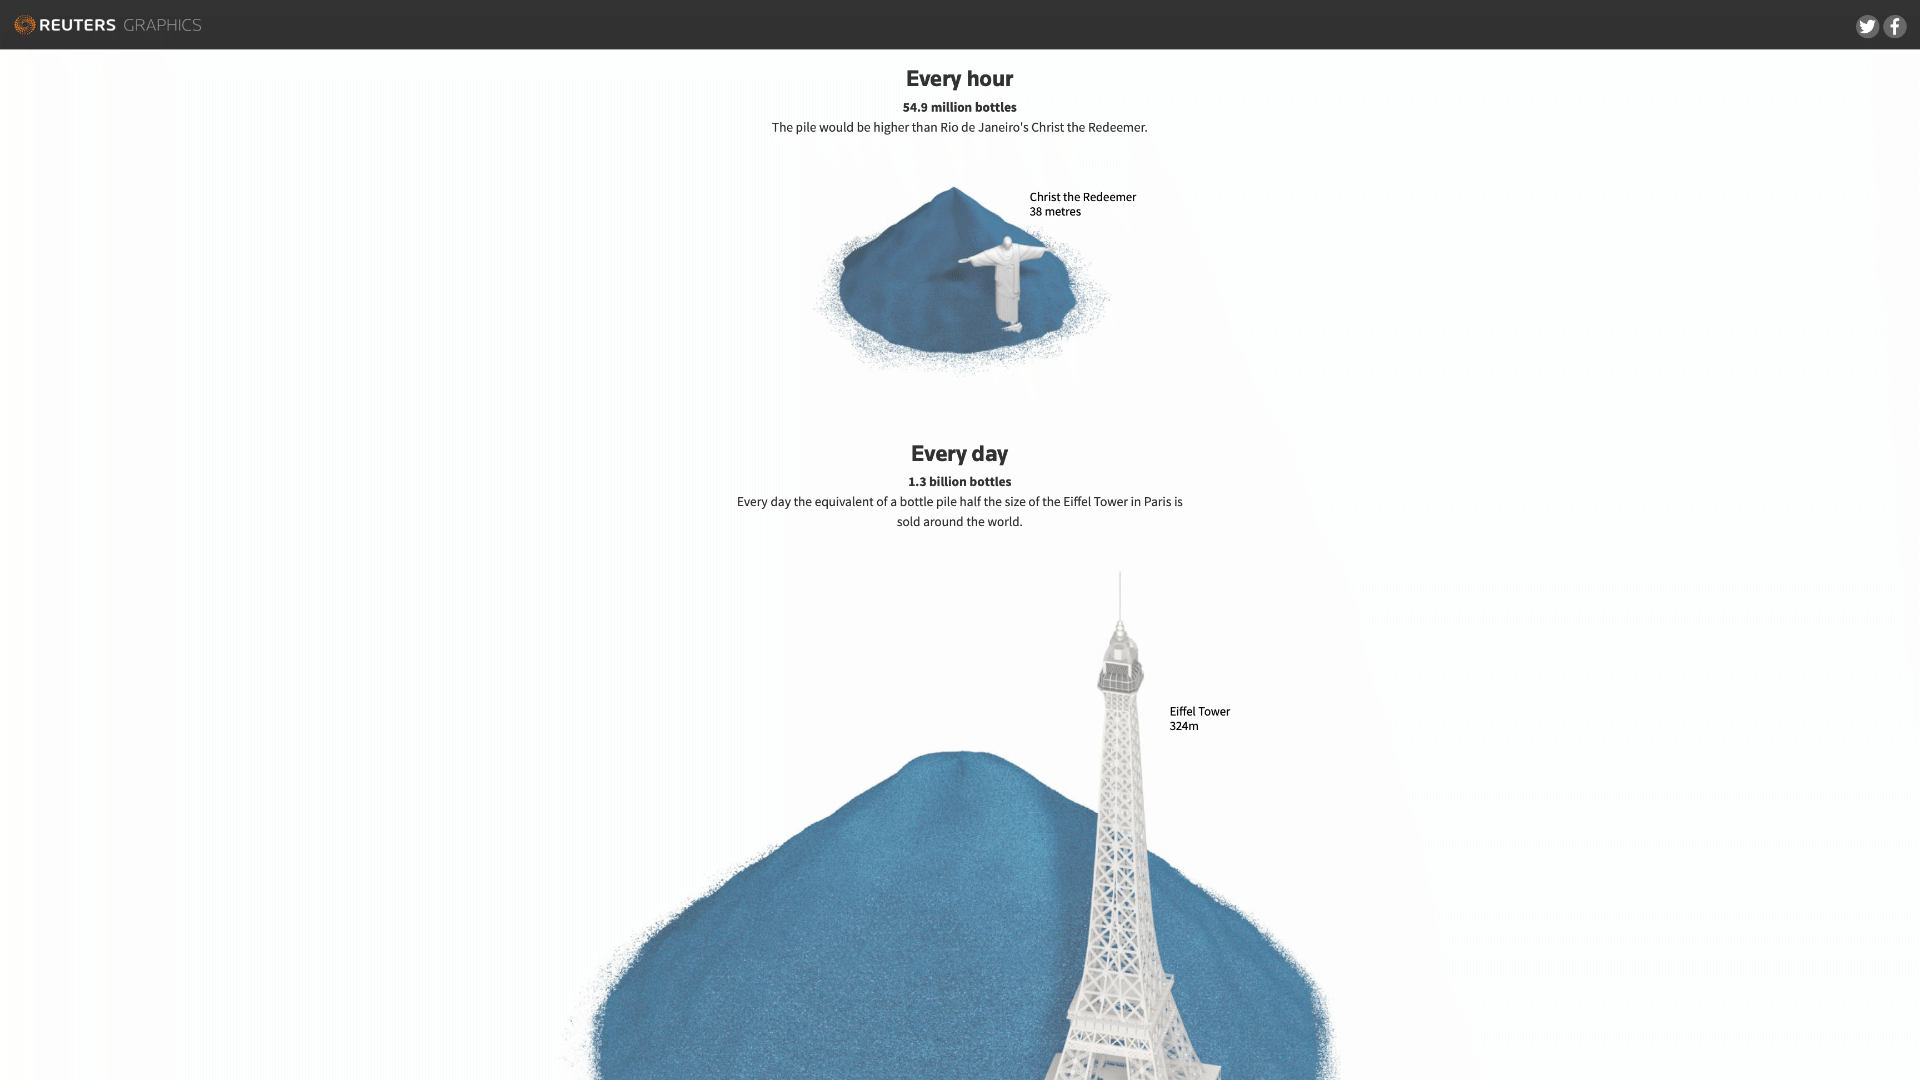 REUTERS GRAPHICS
Every hour
54.9 million bottles
The pile would be higher than Rio de Janeiro's Christ the Redeemer.
Christ the Redeemer
38 metres
Every day
1.3 billion bottles
Every day the equivalent of a bottle pile half the size of the Eiffel Tower in Paris is
sold around the world.
Eiffel Tower
324m